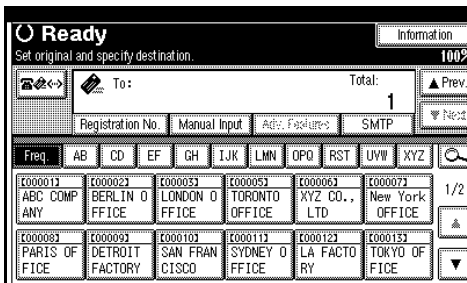 Ready
Information
Set original and specify destination.
100%
To:
Total:
1
▲ Prev.
▼ Next
Registration No.
Manual Input
Adv. Features
SMTP
Freq.
AB
CD
EF
GH
IJK
LMN
OPQ
RST
UVW
XYZ
[00001]
ABC COMP
ANY
[00002]
BERLIN O
FFICE
[00003]
LONDON O
FFICE
[00005]
TORONTO
OFFICE
[00006]
XYZ CO.,
LTD
[00007]
New York
OFFICE
1/2
[00008]
PARIS OF
FICE
[00009]
DETROIT
FACTORY
[00010]
SAN FRAN
CISCO
[00011]
SYDNEY O
FFICE
[00012]
LA FACTO
RY
[00013]
TOKYO OF
FICE